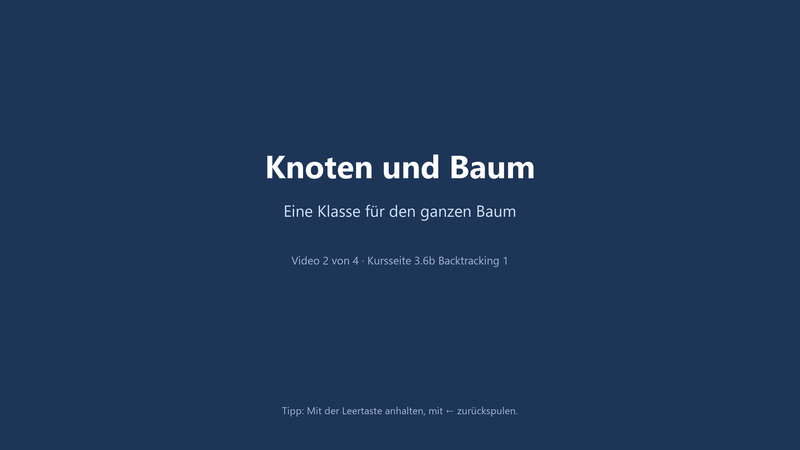 Knoten und Baum
Eine Klasse für den ganzen Baum
Video 2 von 4 · Kursseite 3.6b Backtracking 1
Tipp: Mit der Leertaste anhalten, mit ← zurückspulen.